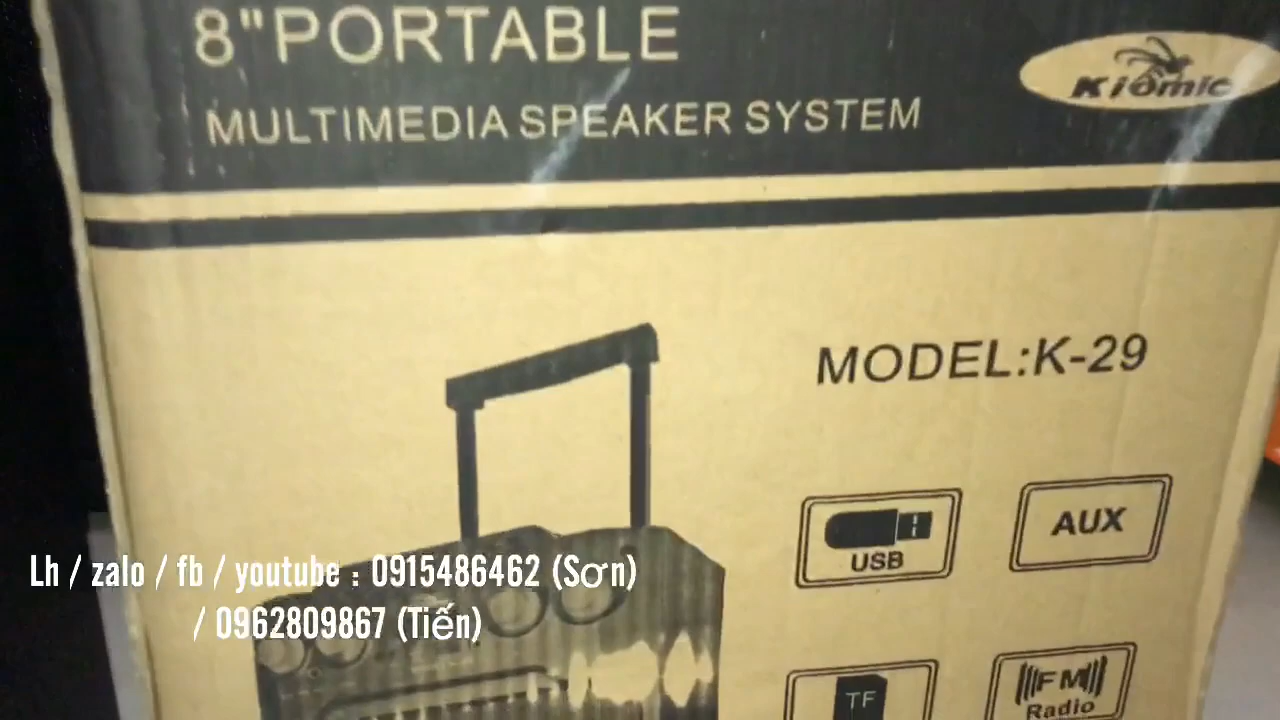 8"PORTABLE
Kiomic
MULTIMEDIA SPEAKER SYSTEM
MODEL:K-29
USB
AUX
Lh / zalo / fb / youtube : 0915486462 (Sơn)
/ 0962809867 (Tiến)
TF
FM
Radio